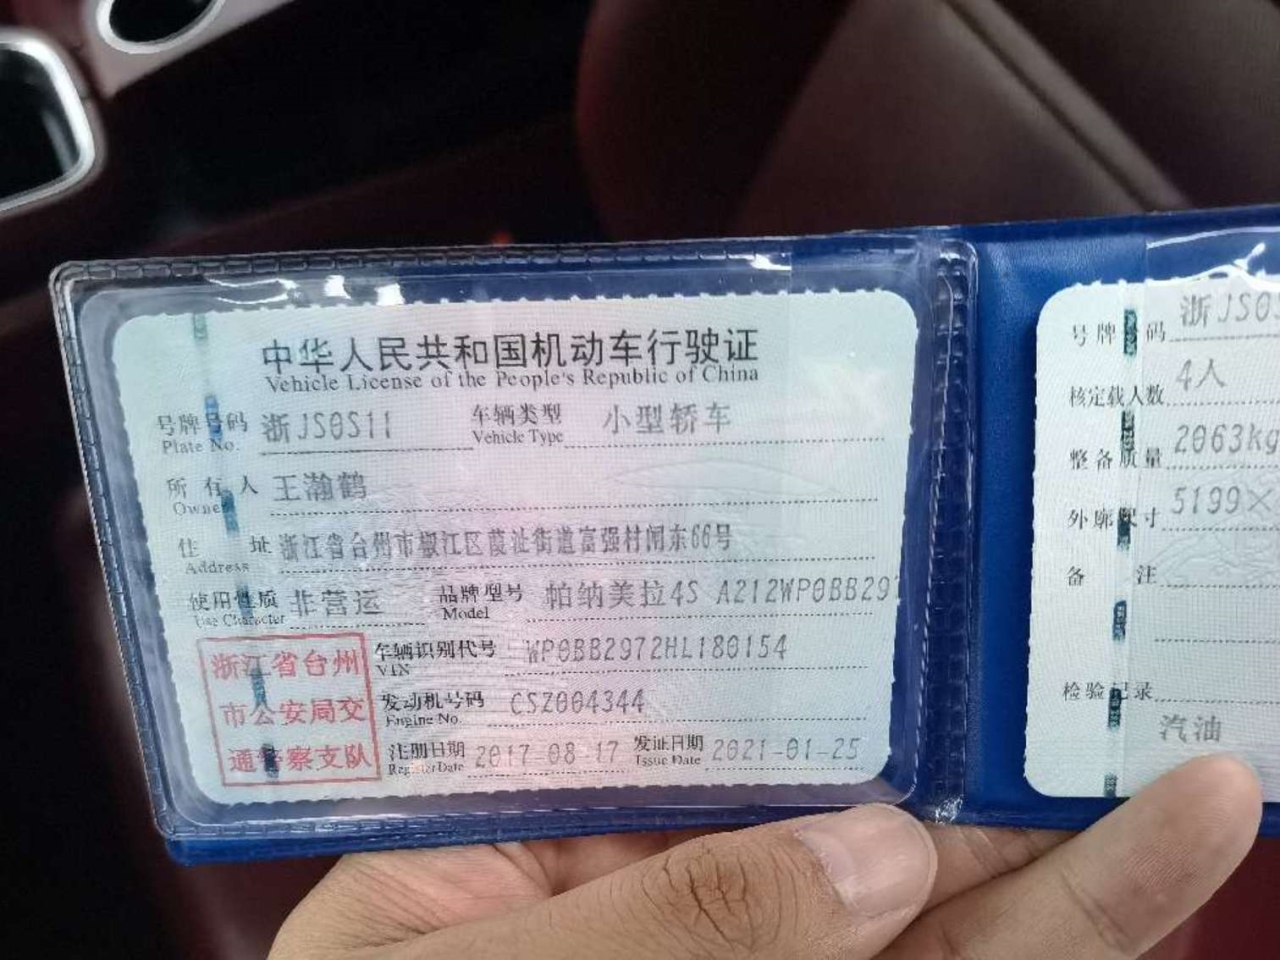 中华人民共和国机动车行驶证
Vehicle License of the People's Republic of China
号牌号码 浙JS0S11 车辆类型 小型轿车
Plate No. Vehicle Type
所有人 王瀚鹤
Owner
住址 浙江省台州市椒江区葭沚街道富强村闸东66号
Address
使用性质 非营运 品牌型号 帕纳美拉4S A212WP0BB297
Use Character Model
浙江省台州
市公安局交
通警察支队
车辆识别代号 WP0BB2972HL180154
VIN
发动机号码 CSZ004344
Engine No.
注册日期 2017-08-17 发证日期 2021-01-25
Register Date Issue Date
号牌号码 浙JS0S
核定载人数 4人
整备质量 2063kg
外廓尺寸 5199×
备注
检验记录
汽油